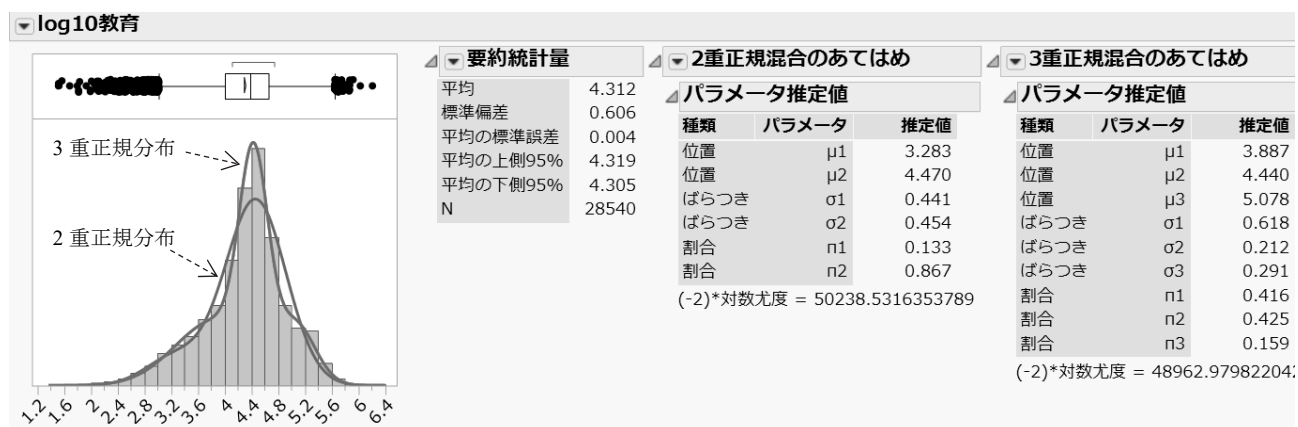 log10教育
3 重正規分布
2 重正規分布
1.2 1.6 2 2.4 2.8 3.2 3.6 4 4.4 4.8 5.2 5.6 6 6.4
要約統計量
平均 4.312
標準偏差 0.606
平均の標準誤差 0.004
平均の上側95% 4.319
平均の下側95% 4.305
N 28540
2重正規混合のあてはめ
パラメータ推定値
種類 パラメータ 推定値
位置 μ1 3.283
位置 μ2 4.470
ばらつき σ1 0.441
ばらつき σ2 0.454
割合 π1 0.133
割合 π2 0.867
(-2)*対数尤度 = 50238.5316353789
3重正規混合のあてはめ
パラメータ推定値
種類 パラメータ 推定値
位置 μ1 3.887
位置 μ2 4.440
位置 μ3 5.078
ばらつき σ1 0.618
ばらつき σ2 0.212
ばらつき σ3 0.291
割合 π1 0.416
割合 π2 0.425
割合 π3 0.159
(-2)*対数尤度 = 48962.979822042